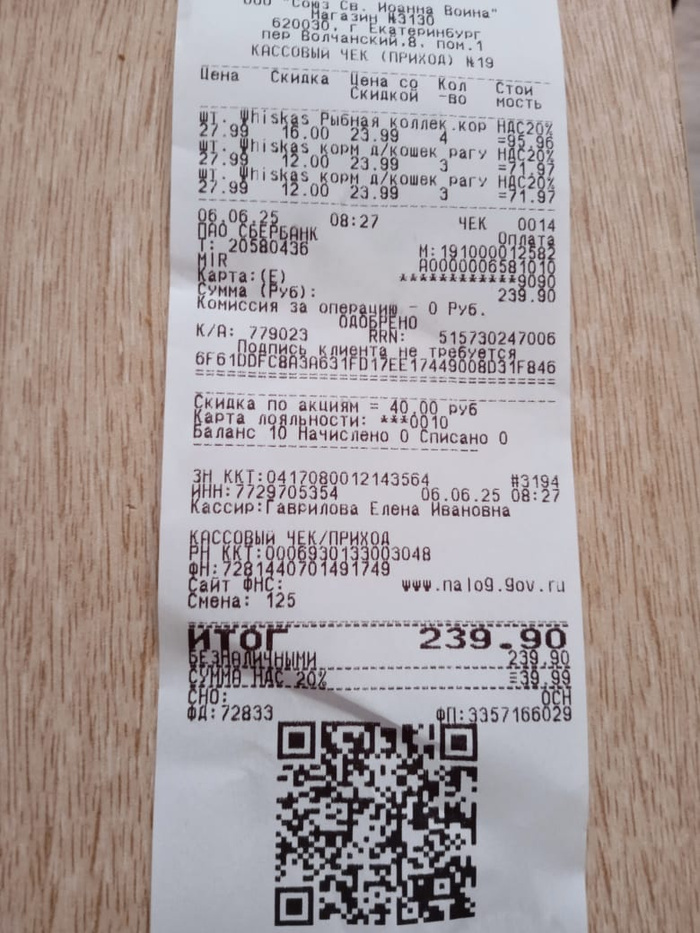 ООО "Союз Св. Иоанна Воина"
Магазин №3130
620030, г Екатеринбург
пер Волчанский,8, пом.1
КАССОВЫЙ ЧЕК (ПРИХОД) №19
Цена Скидка Цена со Скидкой Кол-во Стоимость
шт. Whiskas Рыбная коллек.кор НДС20%
27.99 16.00 23.99 4 =95.96
шт. Whiskas корм д/кошек рагу НДС20%
27.99 12.00 23.99 3 =71.97
шт. Whiskas корм д/кошек рагу НДС20%
27.99 12.00 23.99 3 =71.97
06.06.25 08:27 ЧЕК 0014
ПАО СБЕРБАНК Оплата
Т: 20580436 М:191000012582
MIR A0000006581010
Карта:(E) ************9090
Сумма (Руб): 239.90
Комиссия за операцию - 0 Руб.
ОДОБРЕНО
К/А: 779023 RRN: 515730247006
Подпись клиента не требуется
6F61DDFC8A3A631FD17EE17449008D31F846
Скидка по акциям = 40.00 руб
Карта лояльности: ***0010
Баланс 10 Начислено 0 Списано 0
ЗН ККТ:0417080012143564 #3194
ИНН:7729705354 06.06.25 08:27
Кассир:Гаврилова Елена Ивановна
КАССОВЫЙ ЧЕК/ПРИХОД
РН ККТ:0006930133003048
ФН:7281440701491749
Сайт ФНС: www.nalog.gov.ru
Смена: 125
ИТОГ 239.90
БЕЗНАЛИЧНЫМИ 239.90
СУММА НДС 20% =39.99
СНО: ОСН
ФД:72833 ФП:3357166029